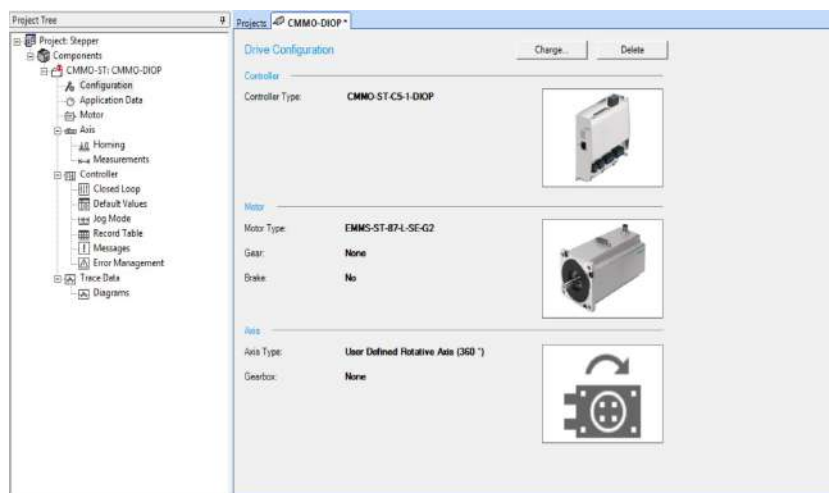 Project Tree
Project: Stepper
Components
CMMO-ST: CMMO-DIOP
Configuration
Application Data
Motor
Axis
Homing
Measurements
Controller
Closed Loop
Default Values
Jog Mode
Record Table
Messages
Error Management
Trace Data
Diagrams
Projects CMMO-DIOP *
Drive Configuration Change... Delete
Controller
Controller Type: CMMO-ST-C5-1-DIOP
Motor
Motor Type: EMMS-ST-87-L-SE-G2
Gear: None
Brake: No
Axis
Axis Type: User Defined Rotative Axis (360 °)
Gearbox: None